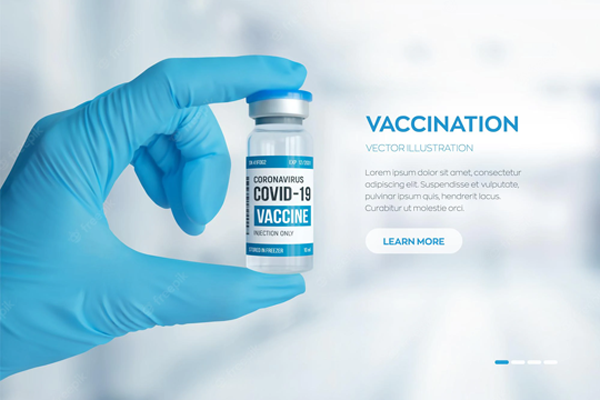 CORONAVIRUS
COVID-19
VACCINE
INJECTION ONLY
STORED IN FREEZER
VACCINATION
VECTOR ILLUSTRATION
Lorem ipsum dolor sit amet, consectetur
adipiscing elit. Suspendisse et vulputate,
pulvinar ipsum, hendrerit lacus.
Curabitur ut molestie orci.
LEARN MORE